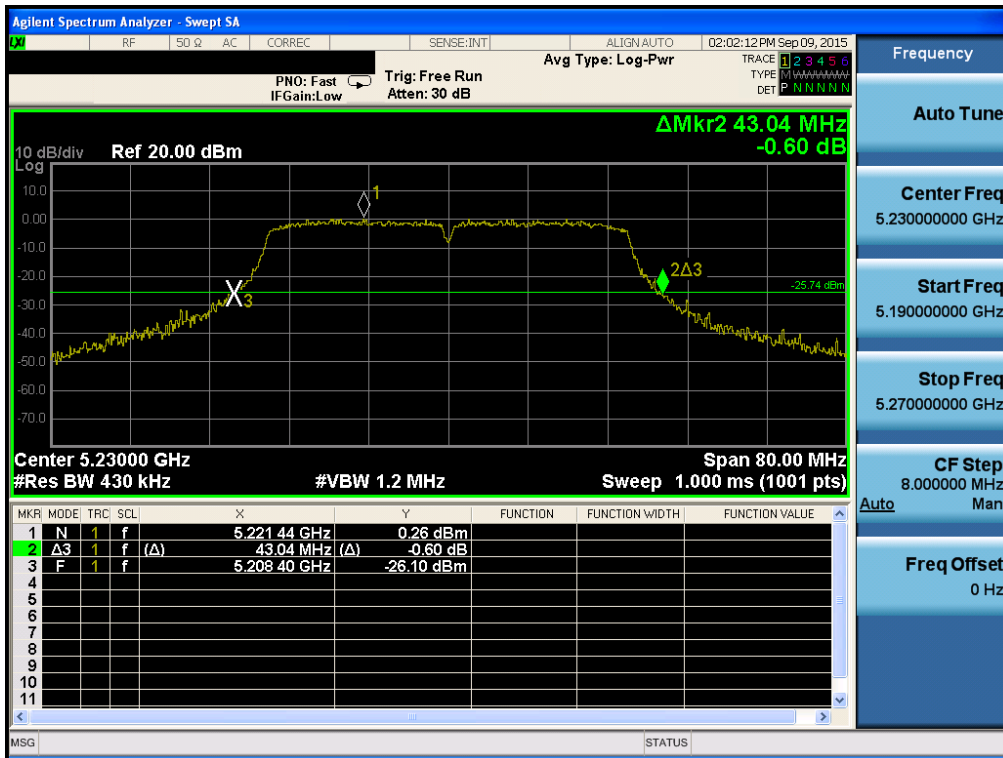 Agilent Spectrum Analyzer - Swept SA
LXI RF 50 Ω AC CORREC SENSE:INT ALIGN AUTO 02:02:12 PM Sep 09, 2015
Avg Type: Log-Pwr
TRACE 1 2 3 4 5 6
PNO: Fast Trig: Free Run
TYPE M
IFGain:Low Atten: 30 dB
DET P N N N N N
Frequency
Auto Tune
Center Freq
5.230000000 GHz
Start Freq
5.190000000 GHz
Stop Freq
5.270000000 GHz
CF Step
8.000000 MHz
Auto Man
Freq Offset
0 Hz
ΔMkr2 43.04 MHz
-0.60 dB
10 dB/div Ref 20.00 dBm
Log
10.0
0.00
-10.0
-20.0
-30.0
-40.0
-50.0
-60.0
-70.0
1
2Δ3
3
-25.74 dBm
Center 5.23000 GHz Span 80.00 MHz
#Res BW 430 kHz #VBW 1.2 MHz Sweep 1.000 ms (1001 pts)
MKR MODE TRC SCL X Y FUNCTION FUNCTION WIDTH FUNCTION VALUE
1 N 1 f 5.221 44 GHz 0.26 dBm
2 Δ3 1 f (Δ) 43.04 MHz (Δ) -0.60 dB
3 F 1 f 5.208 40 GHz -26.10 dBm
4
5
6
7
8
9
10
11
MSG STATUS